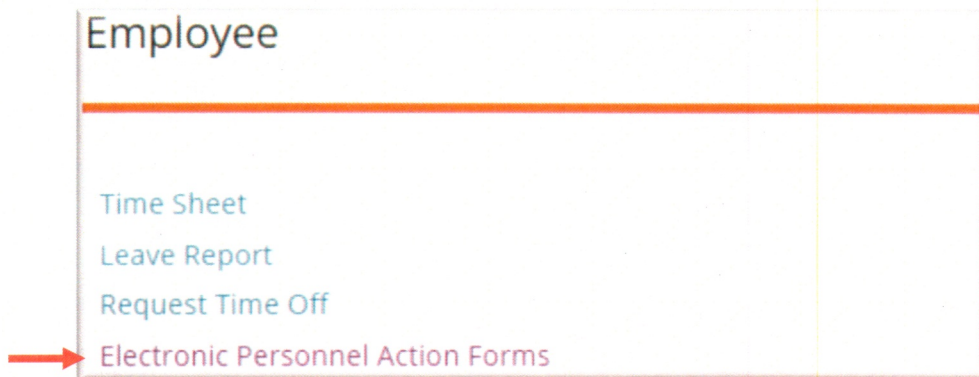 Employee
Time Sheet
Leave Report
Request Time Off
Electronic Personnel Action Forms